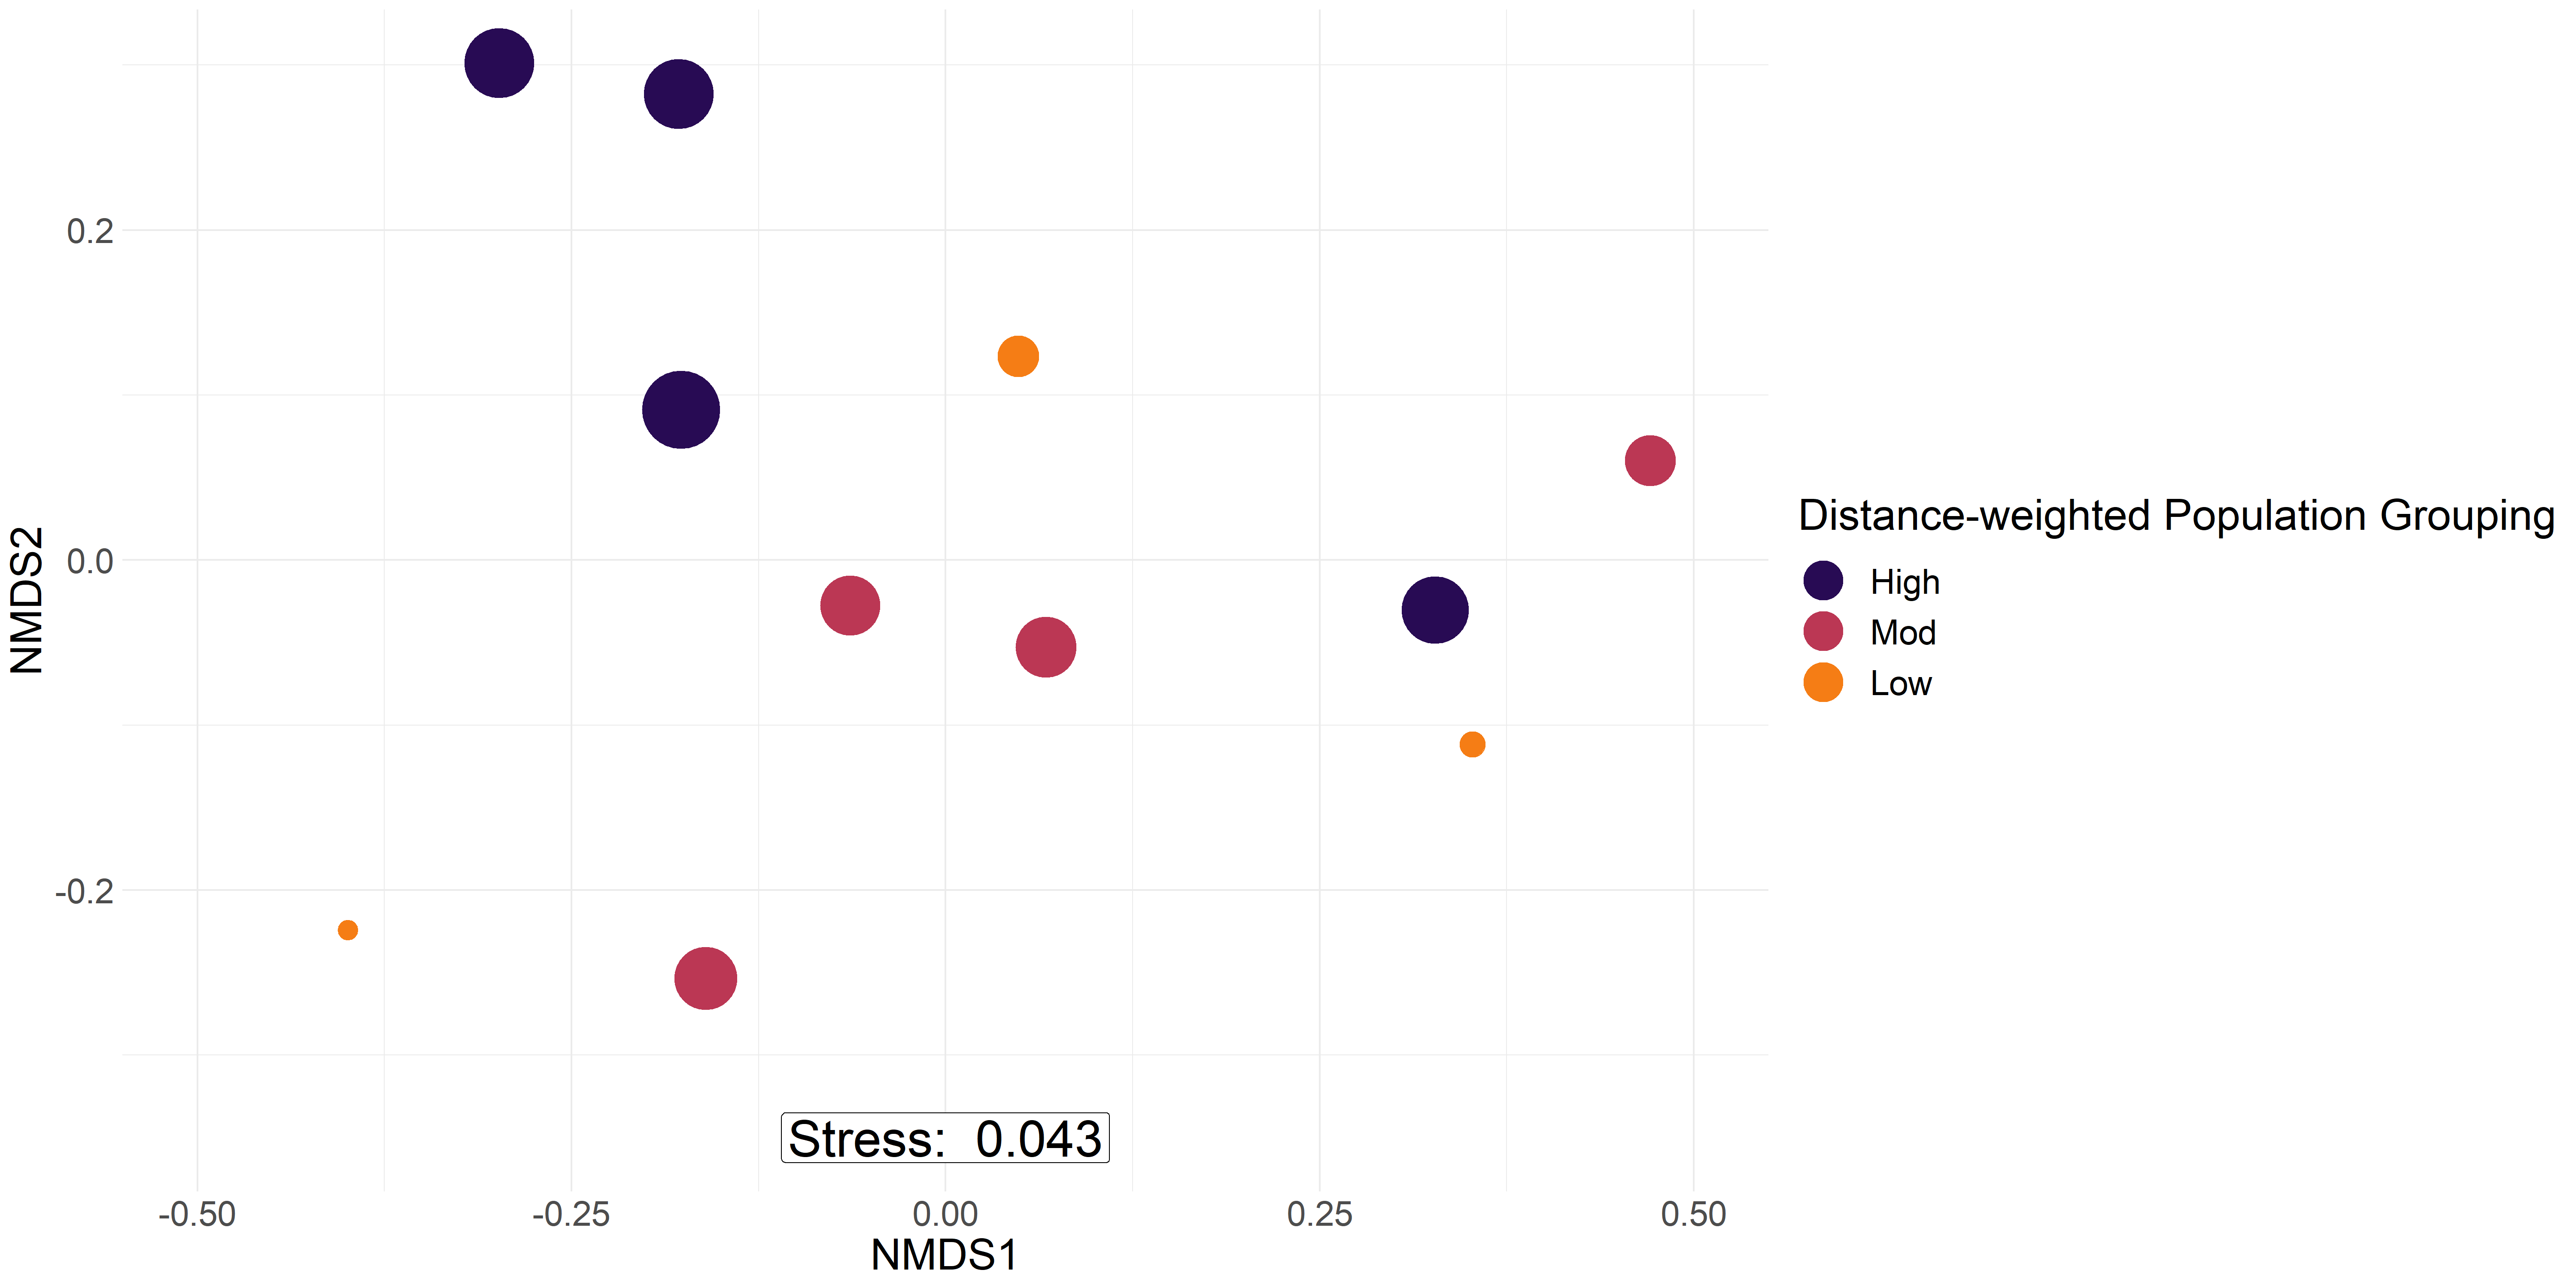 0.2
0.0
-0.2
NMDS2
Stress:  0.043
-0.50
-0.25
0.00
0.25
0.50
NMDS1
Distance-weighted Population Grouping
High
Mod
Low